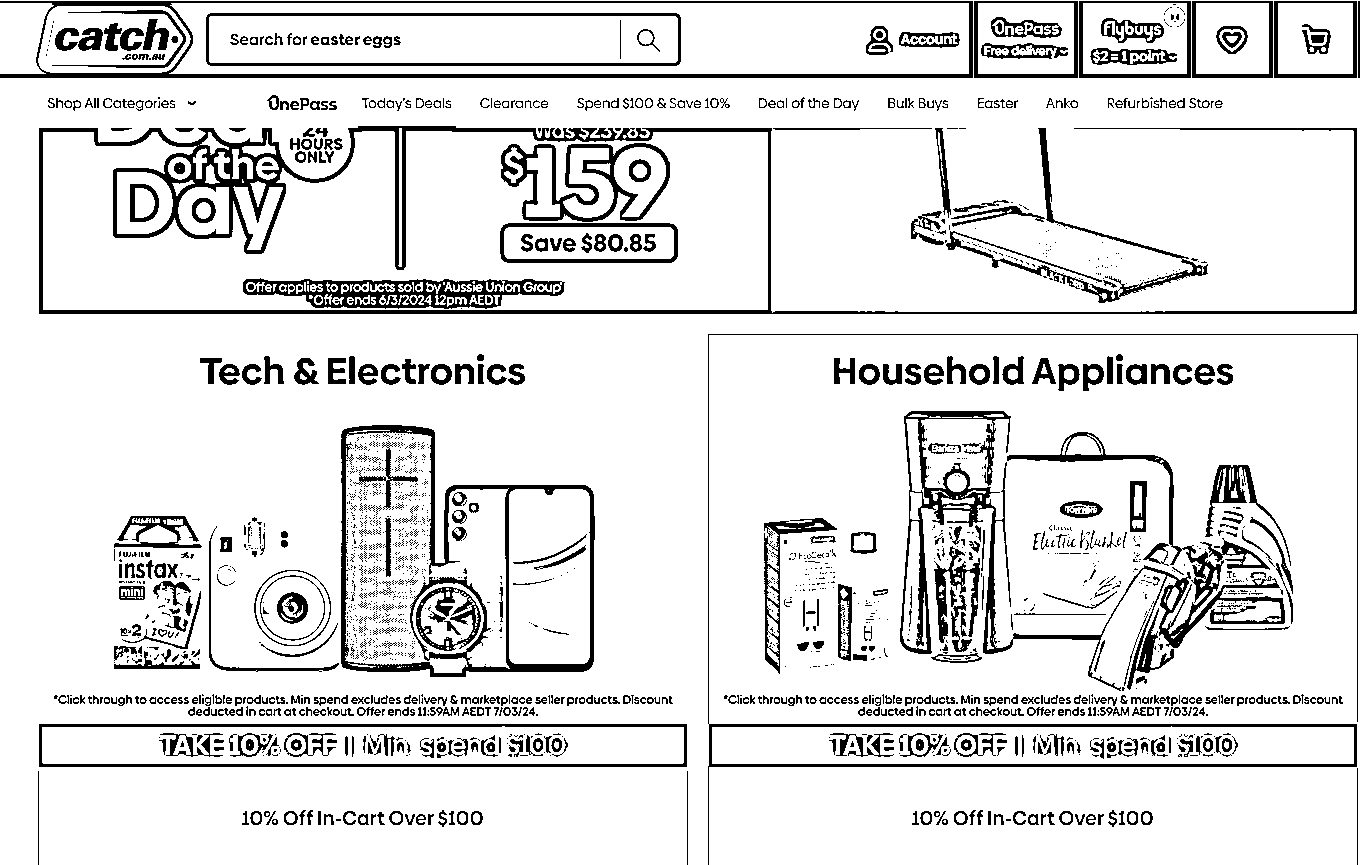 catch
.com.au
Search for easter eggs
Account
OnePass
Free delivery
flybuys
$2=1 point
Shop All Categories
OnePass
Today's Deals
Clearance
Spend $100 & Save 10%
Deal of the Day
Bulk Buys
Easter
Anko
Refurbished Store
Deal
of the
Day
24
HOURS
ONLY
Was $239.85
$159
Save $80.85
Offer applies to products sold by 'Aussie Union Group'
*Offer ends 6/3/2024 12pm AEDT
Tech & Electronics
FUJIFILM
instax
mini
I YOU!
*Click through to access eligible products. Min spend excludes delivery & marketplace seller products. Discount
deducted in cart at checkout. Offer ends 11:59AM AEDT 7/03/24.
TAKE 10% OFF || Min spend $100
10% Off In-Cart Over $100
Household Appliances
Classic
Electric Blanket
*Click through to access eligible products. Min spend excludes delivery & marketplace seller products. Discount
deducted in cart at checkout. Offer ends 11:59AM AEDT 7/03/24.
TAKE 10% OFF || Min spend $100
10% Off In-Cart Over $100